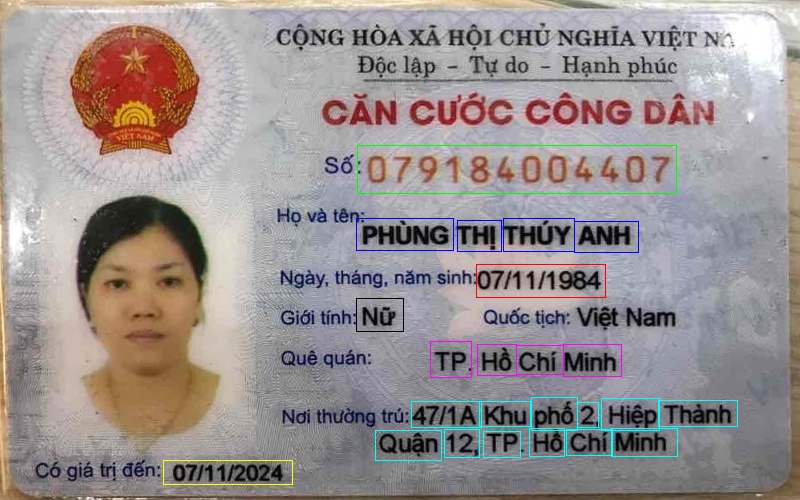 CỘNG HÒA XÃ HỘI CHỦ NGHĨA VIỆT
Độc lập - Tự do - Hạnh phúc
CĂN CƯỚC CÔNG DÂN
Số: 079184004407
Họ và tên:
PHÙNG THỊ THÚY ANH
Ngày, tháng, năm sinh: 07/11/1984
Giới tính: Nữ Quốc tịch: Việt Nam
Quê quán: TP. Hồ Chí Minh
Nơi thường trú: 47/1A Khu phố 2, Hiệp Thành
Quận 12, TP. Hồ Chí Minh
Có giá trị đến: 07/11/2024
VIỆT NAM